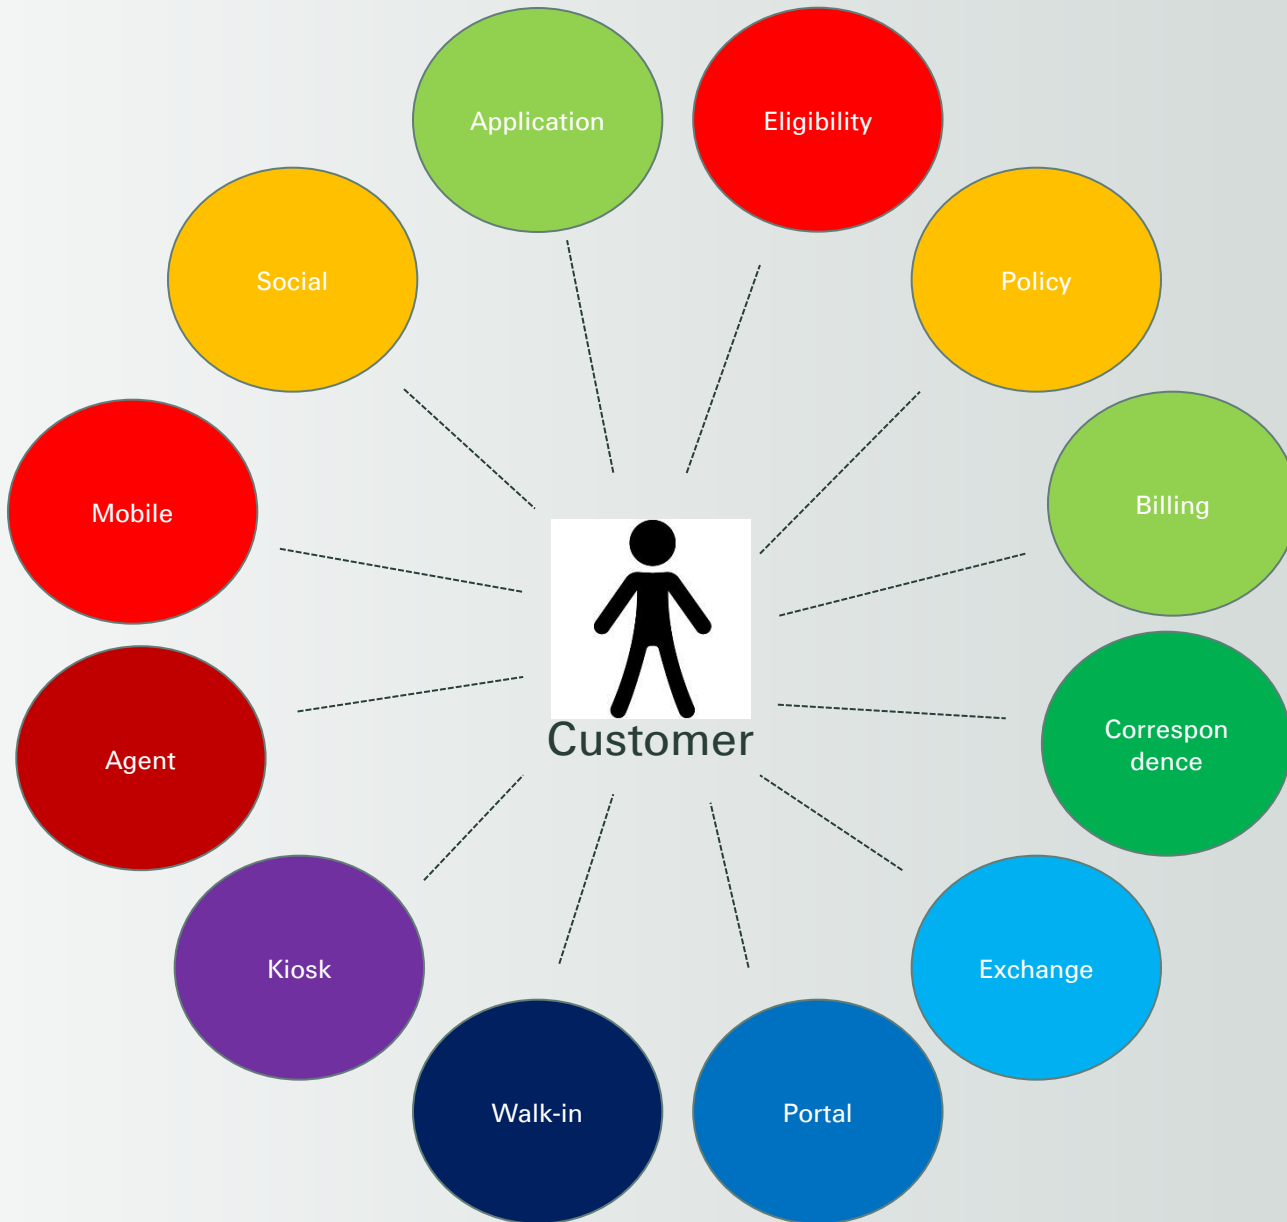 Application
Eligibility
Social
Policy
Mobile
Billing
Customer
Agent
Correspon
dence
Kiosk
Exchange
Walk-in
Portal